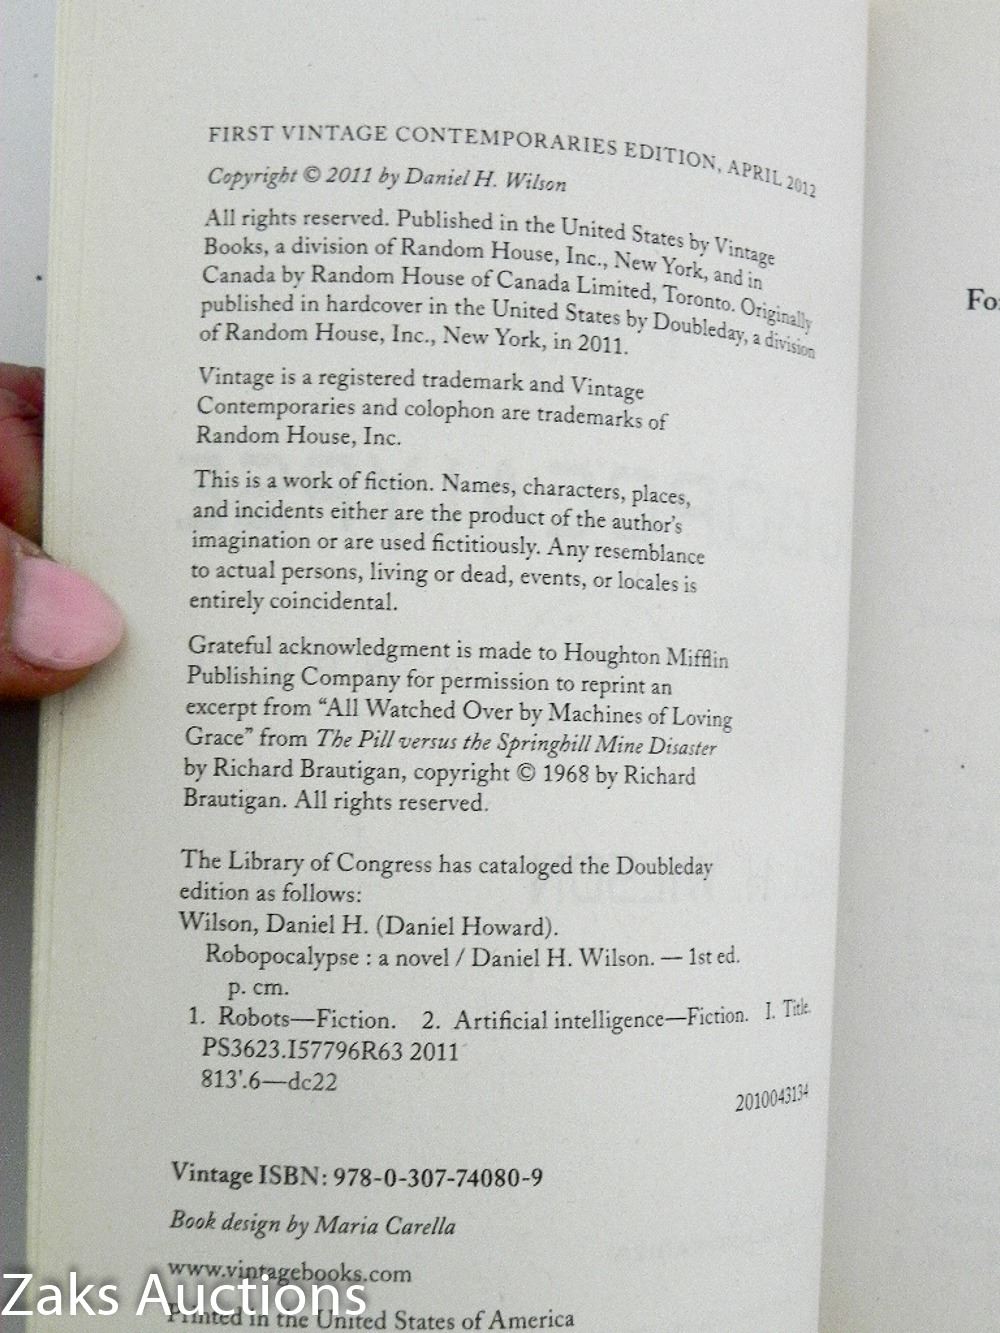 FIRST VINTAGE CONTEMPORARIES EDITION, APRIL 2012
Copyright © 2011 by Daniel H. Wilson
All rights reserved. Published in the United States by Vintage
Books, a division of Random House, Inc., New York, and in
Canada by Random House of Canada Limited, Toronto. Originally
published in hardcover in the United States by Doubleday, a division
of Random House, Inc., New York, in 2011.
Vintage is a registered trademark and Vintage
Contemporaries and colophon are trademarks of
Random House, Inc.
This is a work of fiction. Names, characters, places,
and incidents either are the product of the author's
imagination or are used fictitiously. Any resemblance
to actual persons, living or dead, events, or locales is
entirely coincidental.
Grateful acknowledgment is made to Houghton Mifflin
Publishing Company for permission to reprint an
excerpt from “All Watched Over by Machines of Loving
Grace” from The Pill versus the Springhill Mine Disaster
by Richard Brautigan, copyright © 1968 by Richard
Brautigan. All rights reserved.
The Library of Congress has cataloged the Doubleday
edition as follows:
Wilson, Daniel H. (Daniel Howard).
Robopocalypse : a novel / Daniel H. Wilson. — 1st ed.
p. cm.
1. Robots—Fiction. 2. Artificial intelligence—Fiction. I. Title.
PS3623.I57796R63 2011
813'.6—dc22
2010043134
Vintage ISBN: 978-0-307-74080-9
Book design by Maria Carella
www.vintagebooks.com
Printed in the United States of America
Zaks Auctions